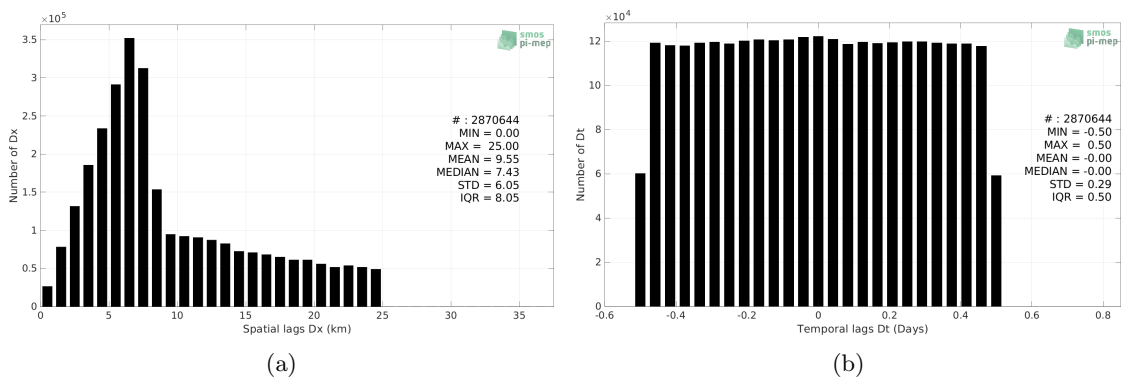 ×10^5
4
3.5
3
2.5
2
1.5
1
0.5
0
0 5 10 15 20 25 30 35
Number of Dx
Spatial lags Dx (km)
smos
pi-mep
# : 2870644
MIN = 0.00
MAX = 25.00
MEAN = 9.55
MEDIAN = 7.43
STD = 6.05
IQR = 8.05
(a)
×10^4
12
10
8
6
4
2
0
-0.6 -0.4 -0.2 0 0.2 0.4 0.6 0.8
Number of Dt
Temporal lags Dt (Days)
smos
pi-mep
# : 2870644
MIN = -0.50
MAX = 0.50
MEAN = -0.00
MEDIAN = -0.00
STD = 0.29
IQR = 0.50
(b)